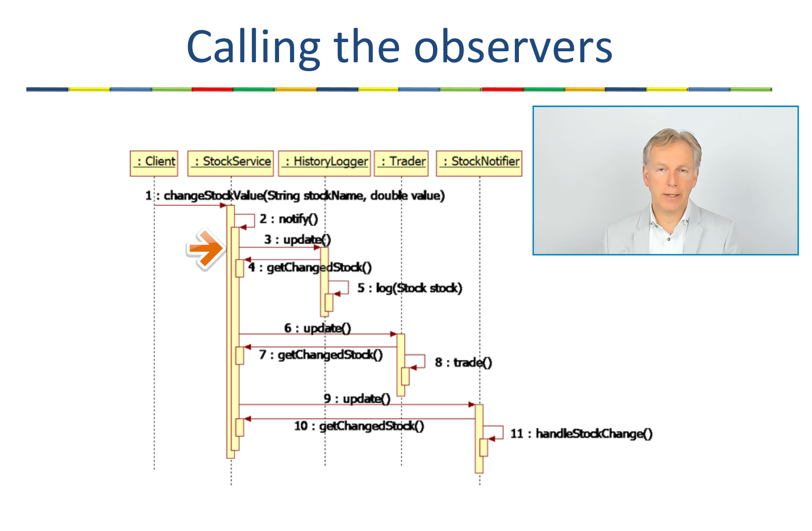 Calling the observers
: Client
: StockService
: HistoryLogger
: Trader
: StockNotifier
1 : changeStockValue(String stockName, double value)
2 : notify()
3 : update()
4 : getChangedStock()
5 : log(Stock stock)
6 : update()
7 : getChangedStock()
8 : trade()
9 : update()
10 : getChangedStock()
11 : handleStockChange()